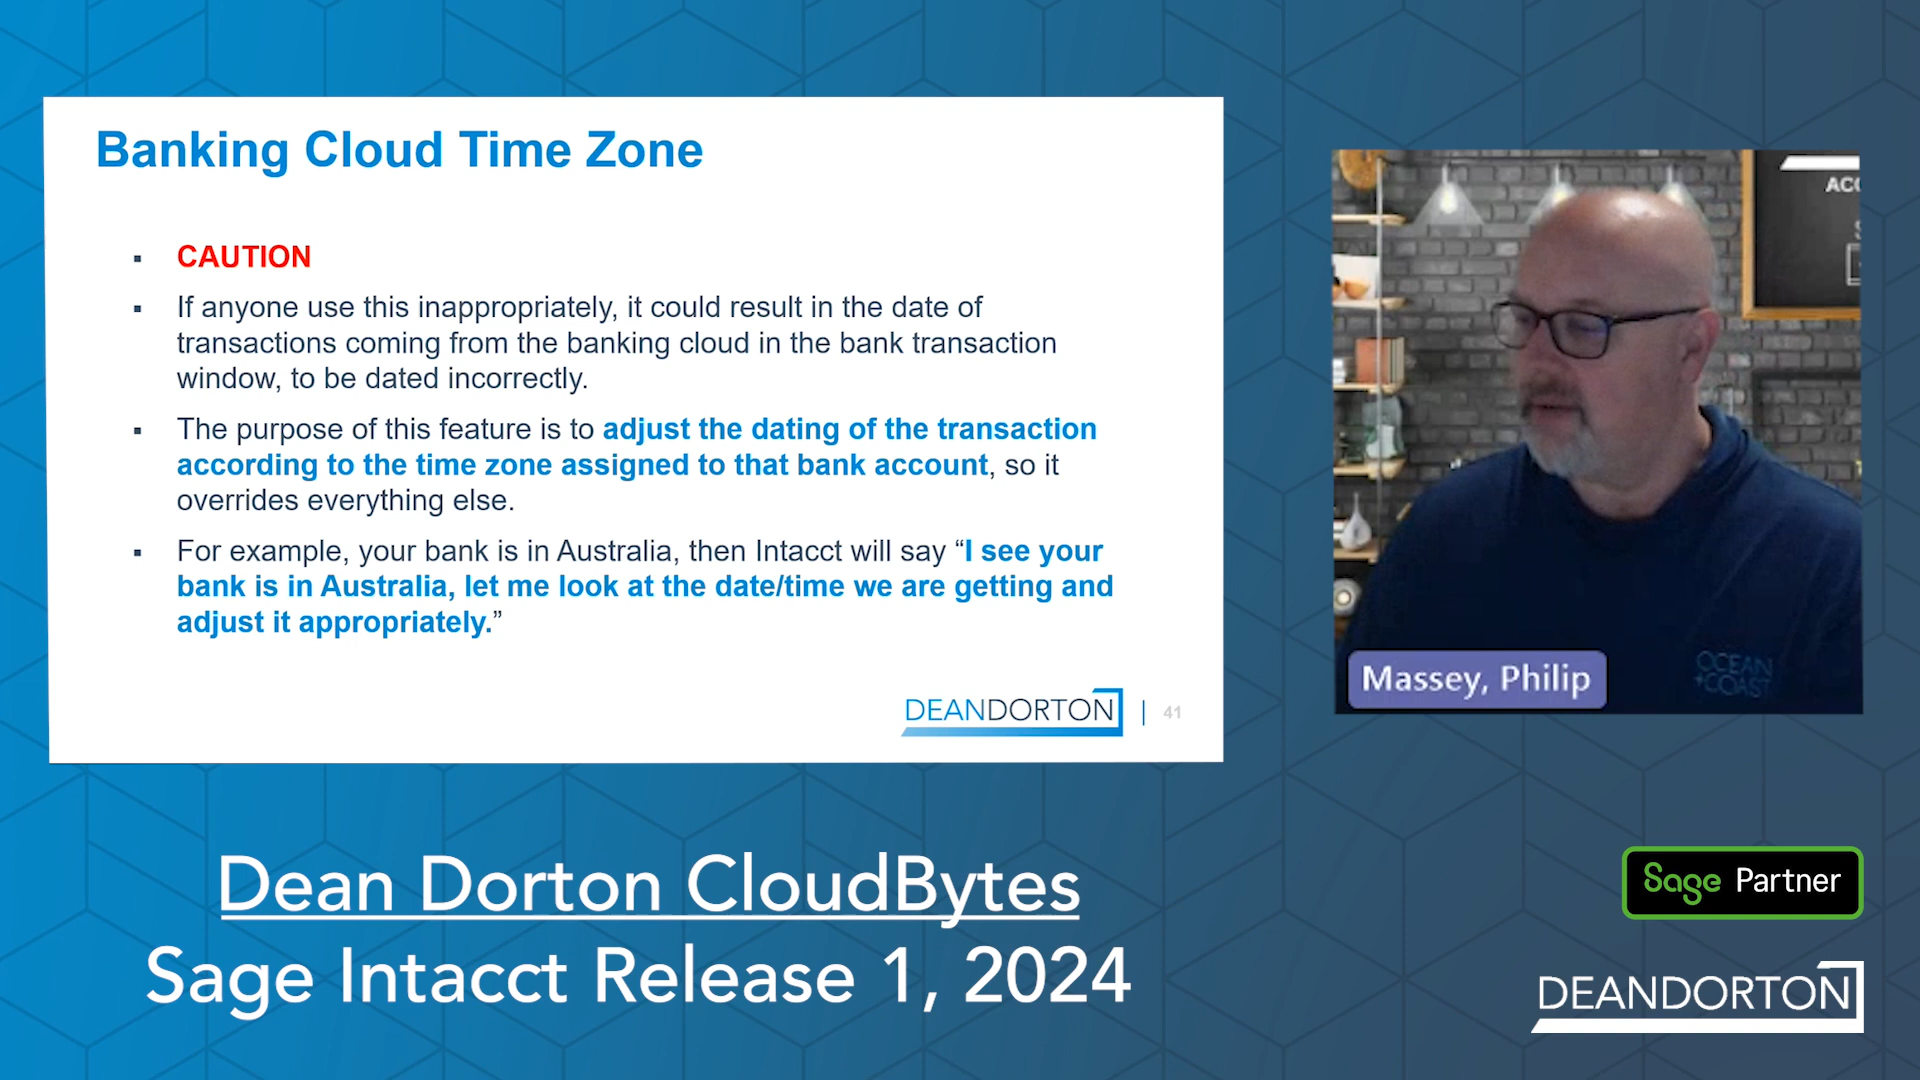 Banking Cloud Time Zone
CAUTION
If anyone use this inappropriately, it could result in the date of
transactions coming from the banking cloud in the bank transaction
window, to be dated incorrectly.
The purpose of this feature is to adjust the dating of the transaction
according to the time zone assigned to that bank account, so it
overrides everything else.
For example, your bank is in Australia, then Intacct will say “I see your
bank is in Australia, let me look at the date/time we are getting and
adjust it appropriately.”
DEANDORTON | 41
Massey, Philip
OCEAN
+COAST
Dean Dorton CloudBytes
Sage Intacct Release 1, 2024
Sage Partner
DEANDORTON